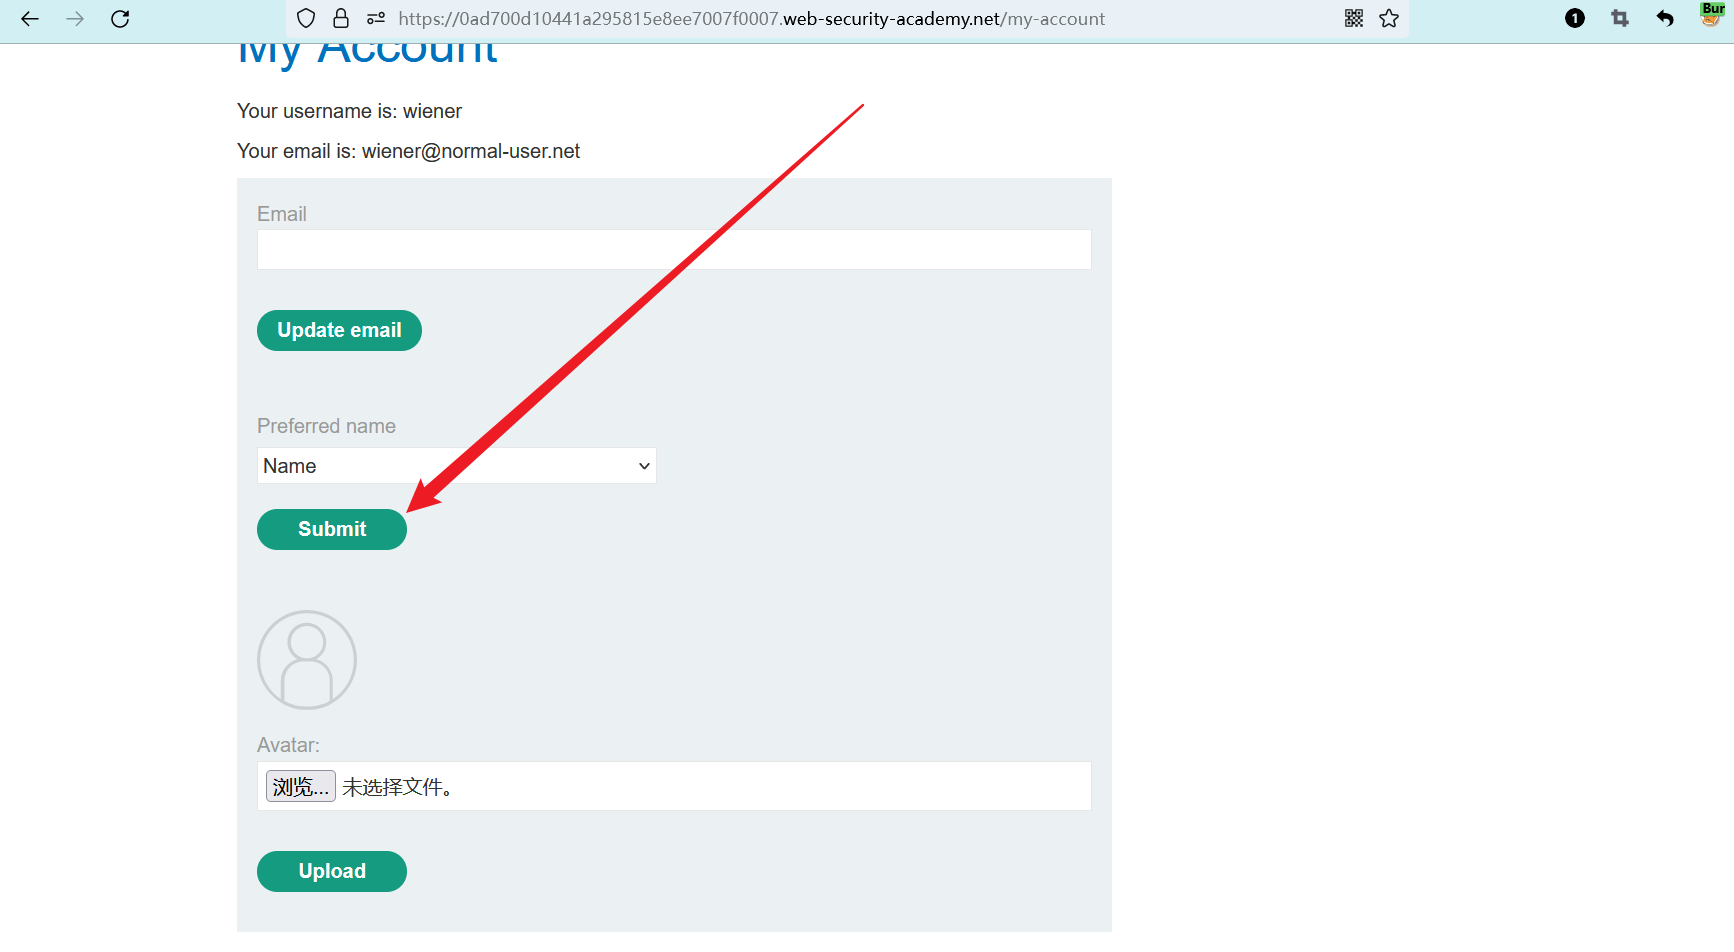 https://0ad700d10441a295815e8ee7007f0007.web-security-academy.net/my-account
1
Bur
My Account
Your username is: wiener
Your email is: wiener@normal-user.net
Email
Update email
Preferred name
Name
Submit
Avatar:
浏览... 未选择文件。
Upload